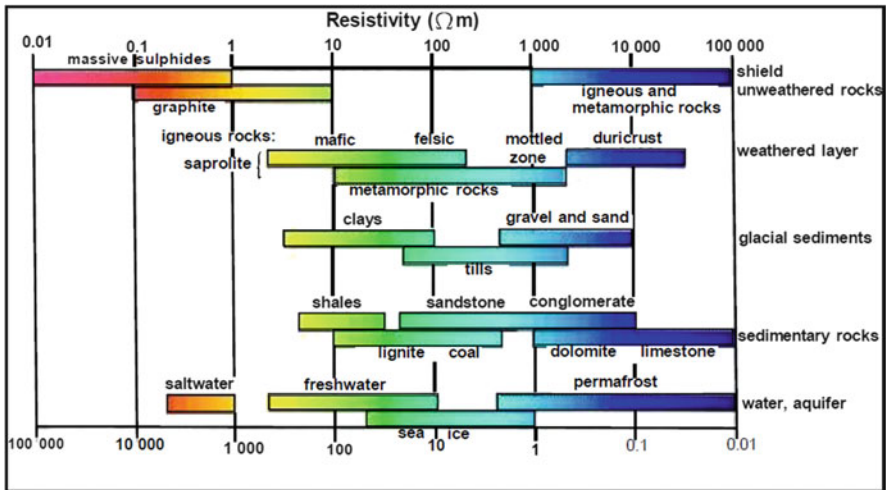 Resistivity (Ωm)
0.01 0.1 1 10 100 1 000 10 000 100 000
massive sulphides
shield
unweathered rocks
graphite
igneous and
metamorphic rocks
igneous rocks:
mafic felsic mottled
zone duricrust
weathered layer
saprolite {
metamorphic rocks
clays gravel and sand
glacial sediments
tills
shales sandstone conglomerate
sedimentary rocks
lignite coal dolomite limestone
saltwater freshwater permafrost
water, aquifer
sea ice
100 000 10 000 1 000 100 10 1 0.1 0.01